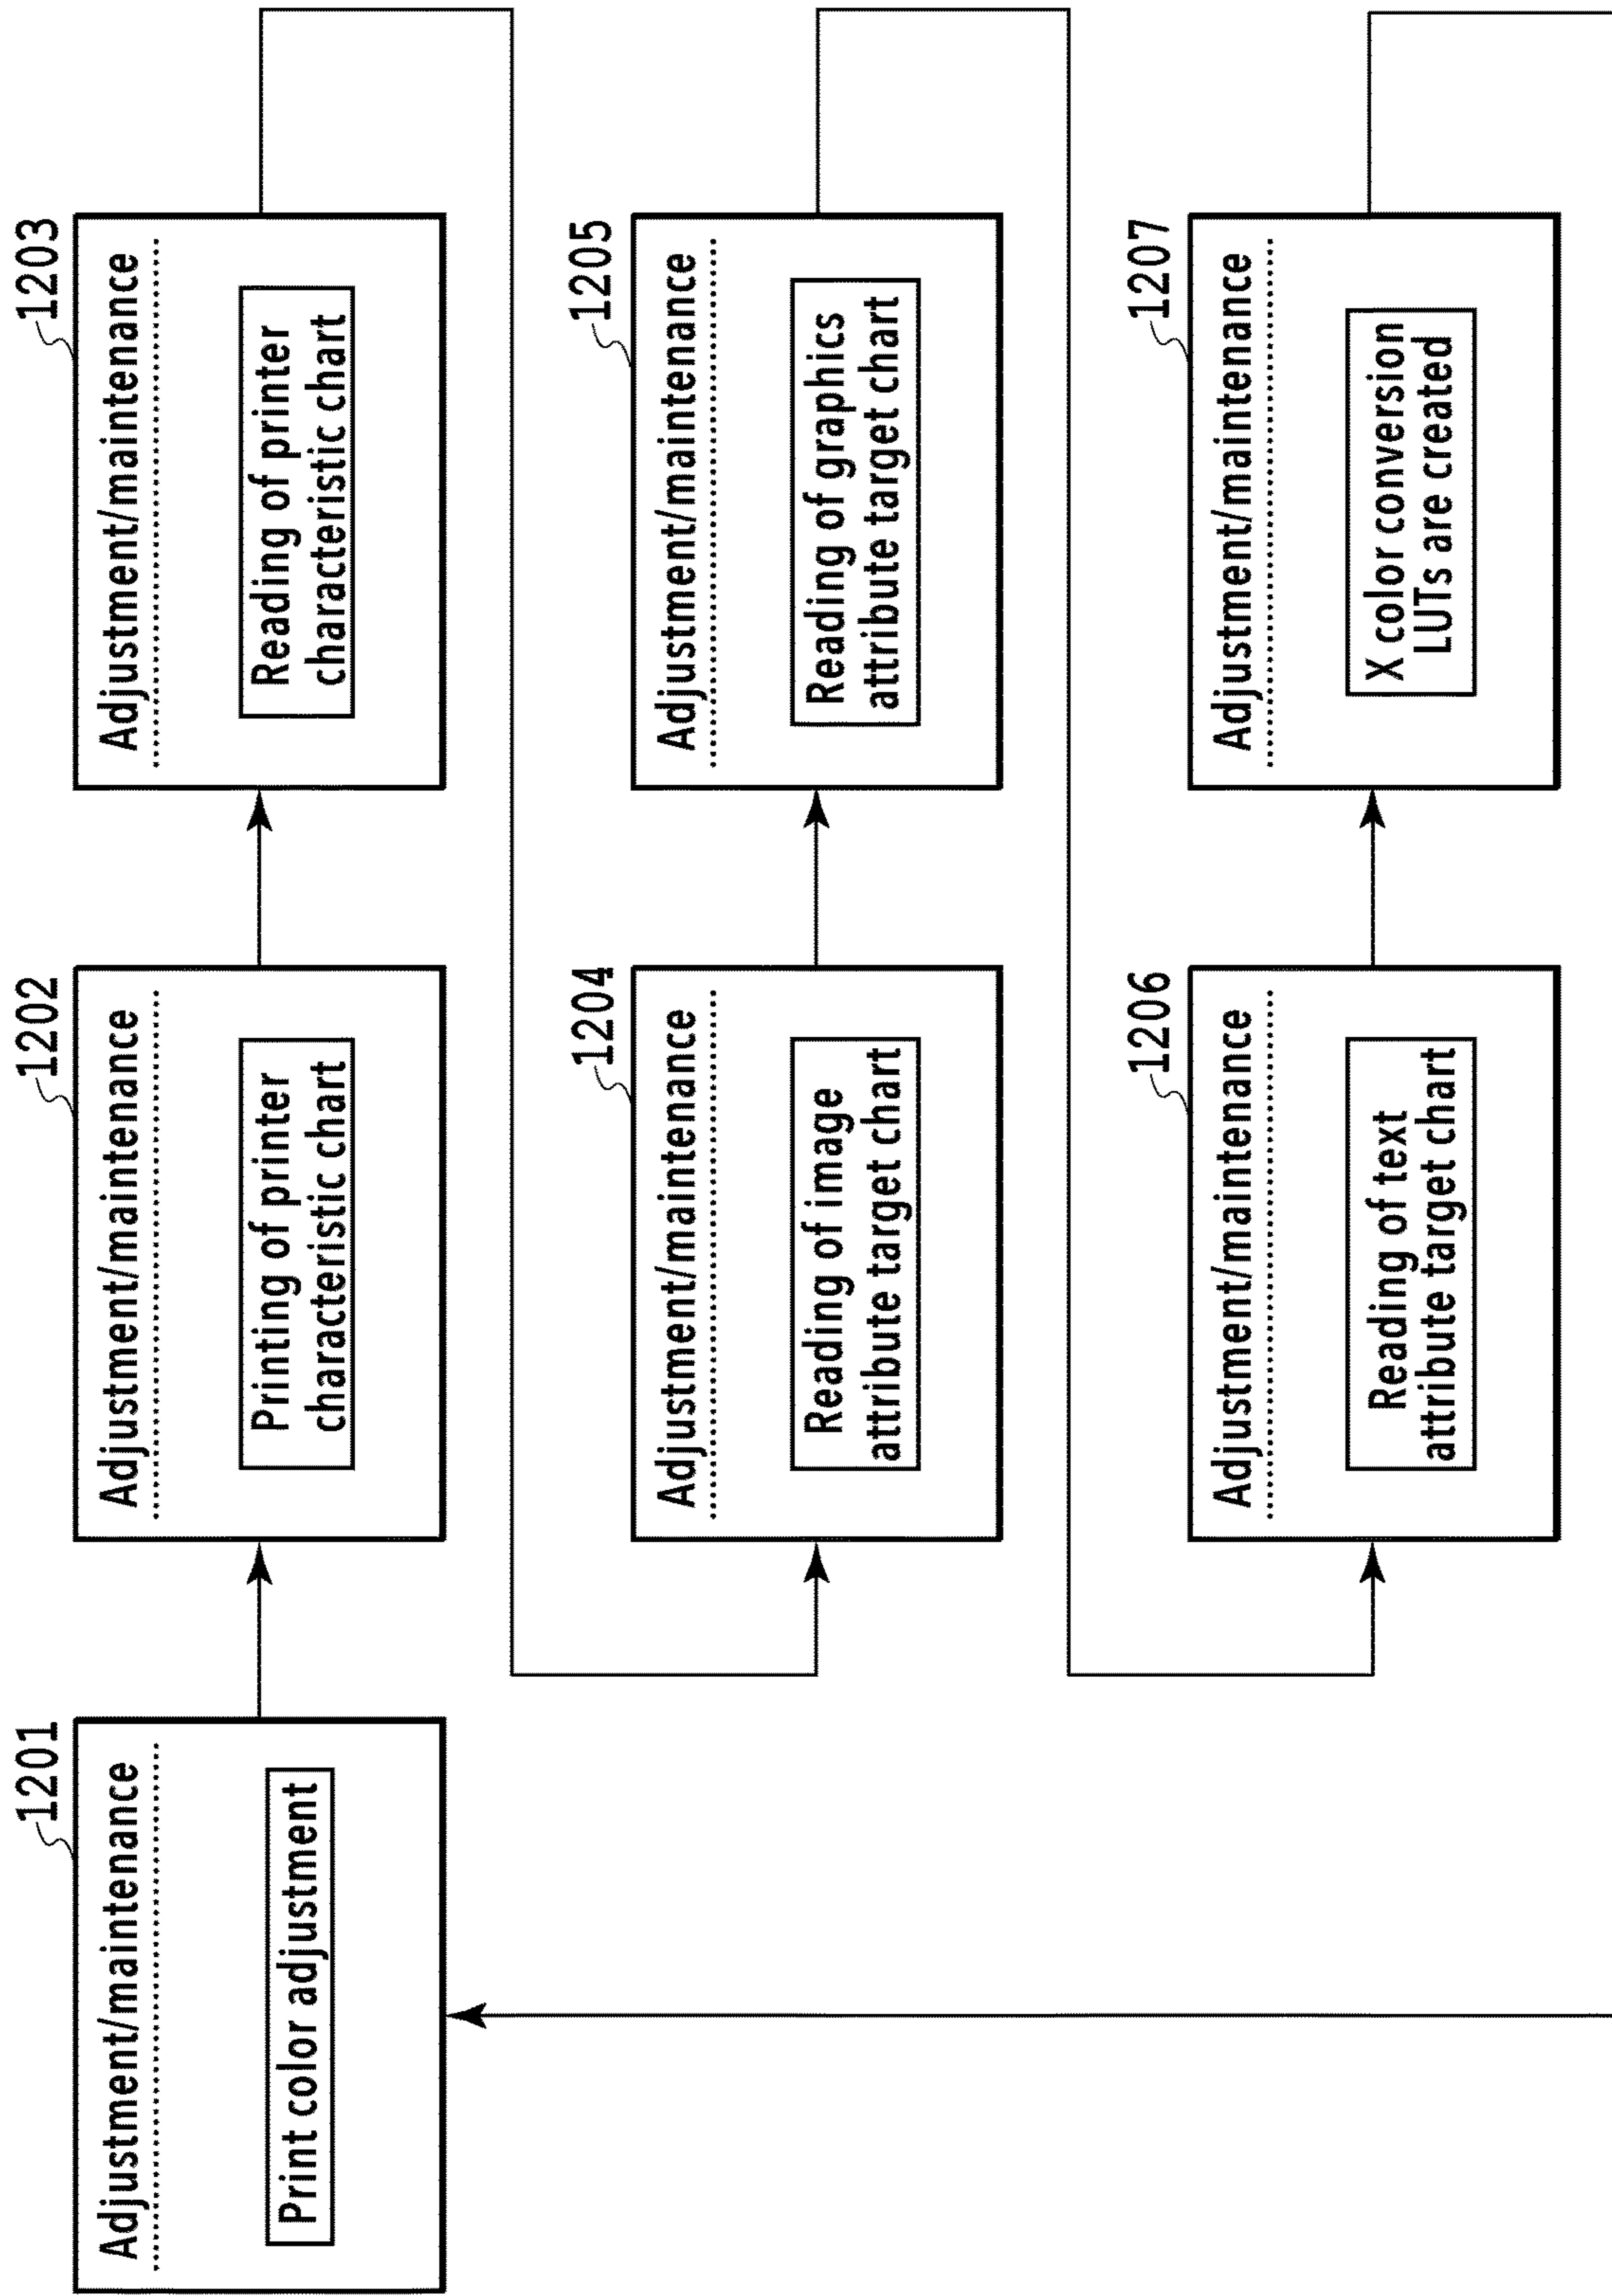 1201
Adjustment/maintenance
Print color adjustment
1202
Adjustment/maintenance
Printing of printer
characteristic chart
1203
Adjustment/maintenance
Reading of printer
characteristic chart
1204
Adjustment/maintenance
Reading of image
attribute target chart
1205
Adjustment/maintenance
Reading of graphics
attribute target chart
1206
Adjustment/maintenance
Reading of text
attribute target chart
1207
Adjustment/maintenance
X color conversion
LUTs are created